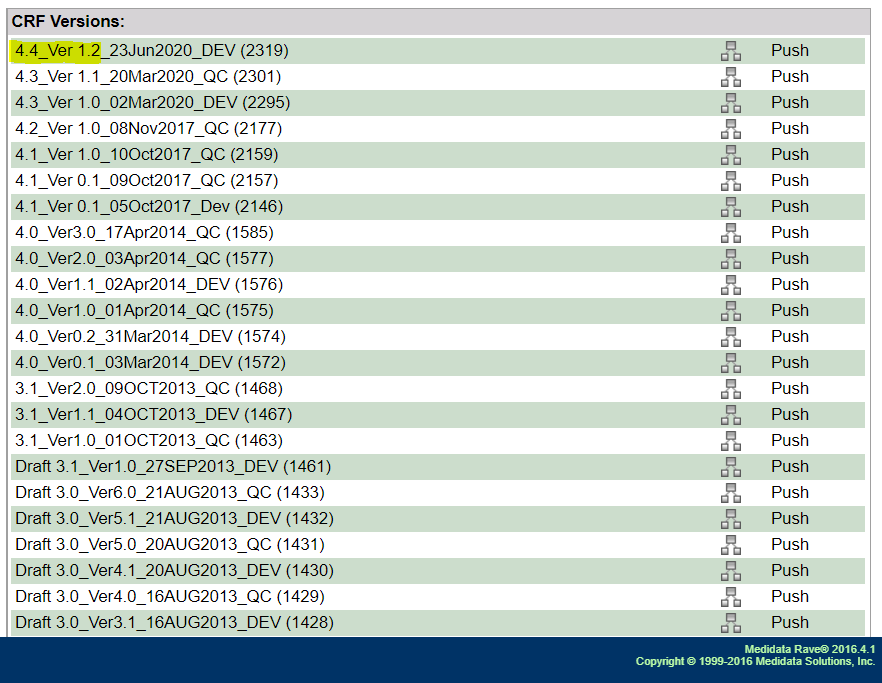 CRF Versions:
4.4_Ver 1.2_23Jun2020_DEV (2319) Push
4.3_Ver 1.1_20Mar2020_QC (2301) Push
4.3_Ver 1.0_02Mar2020_DEV (2295) Push
4.2_Ver 1.0_08Nov2017_QC (2177) Push
4.1_Ver 1.0_10Oct2017_QC (2159) Push
4.1_Ver 0.1_09Oct2017_QC (2157) Push
4.1_Ver 0.1_05Oct2017_Dev (2146) Push
4.0_Ver3.0_17Apr2014_QC (1585) Push
4.0_Ver2.0_03Apr2014_QC (1577) Push
4.0_Ver1.1_02Apr2014_DEV (1576) Push
4.0_Ver1.0_01Apr2014_QC (1575) Push
4.0_Ver0.2_31Mar2014_DEV (1574) Push
4.0_Ver0.1_03Mar2014_DEV (1572) Push
3.1_Ver2.0_09OCT2013_QC (1468) Push
3.1_Ver1.1_04OCT2013_DEV (1467) Push
3.1_Ver1.0_01OCT2013_QC (1463) Push
Draft 3.1_Ver1.0_27SEP2013_DEV (1461) Push
Draft 3.0_Ver6.0_21AUG2013_QC (1433) Push
Draft 3.0_Ver5.1_21AUG2013_DEV (1432) Push
Draft 3.0_Ver5.0_20AUG2013_QC (1431) Push
Draft 3.0_Ver4.1_20AUG2013_DEV (1430) Push
Draft 3.0_Ver4.0_16AUG2013_QC (1429) Push
Draft 3.0_Ver3.1_16AUG2013_DEV (1428) Push
Medidata Rave® 2016.4.1
Copyright © 1999-2016 Medidata Solutions, Inc.